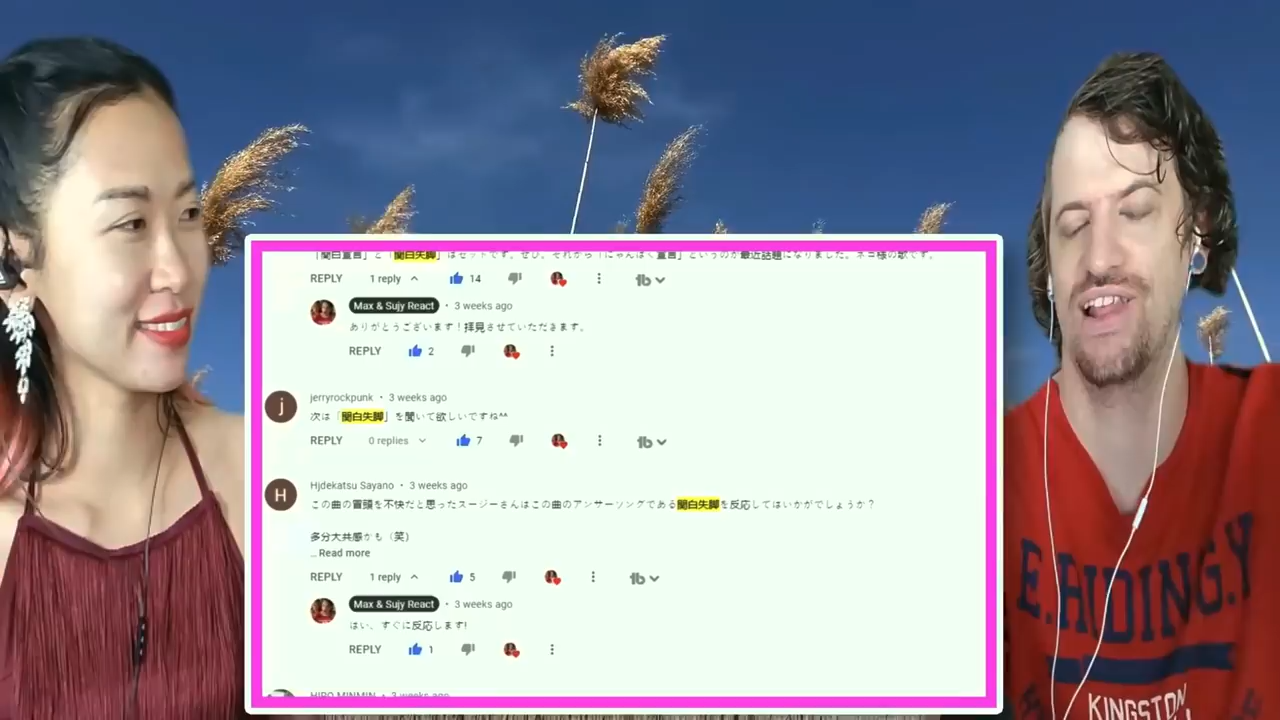 「関白宣言」と「関白失脚」はセットです。ぜひ、それから「にゃんぱく宣言」というのが最近話題になりました。ネコ様の歌です。
REPLY 1 reply 14
Max & Sujy React • 3 weeks ago
ありがとうございます！拝見させていただきます。
REPLY 2
j jerryrockpunk • 3 weeks ago
次は「関白失脚」を聞いて欲しいですね^^
REPLY 0 replies 7
H Hjdekatsu Sayano • 3 weeks ago
この曲の冒頭を不快だと思ったスージーさんはこの曲のアンサーソングである関白失脚を反応してはいかがでしょうか？
多分大共感かも（笑）
... Read more
REPLY 1 reply 5
Max & Sujy React • 3 weeks ago
はい、すぐに反応します!
REPLY 1
HIRO MINMIN • 3 weeks ago
KINGSTON